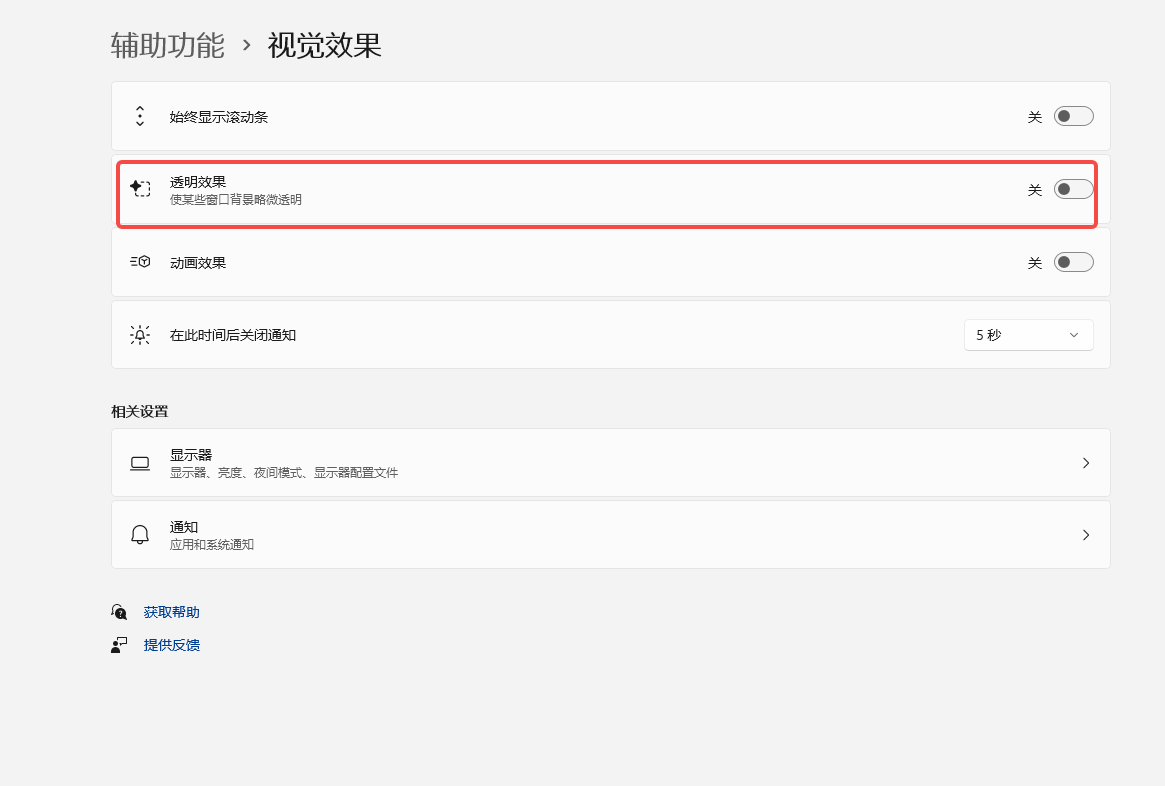 辅助功能 › 视觉效果
始终显示滚动条
关
透明效果
使某些窗口背景略微透明
关
动画效果
关
在此时间后关闭通知
5 秒
相关设置
显示器
显示器、亮度、夜间模式、显示器配置文件
通知
应用和系统通知
获取帮助
提供反馈